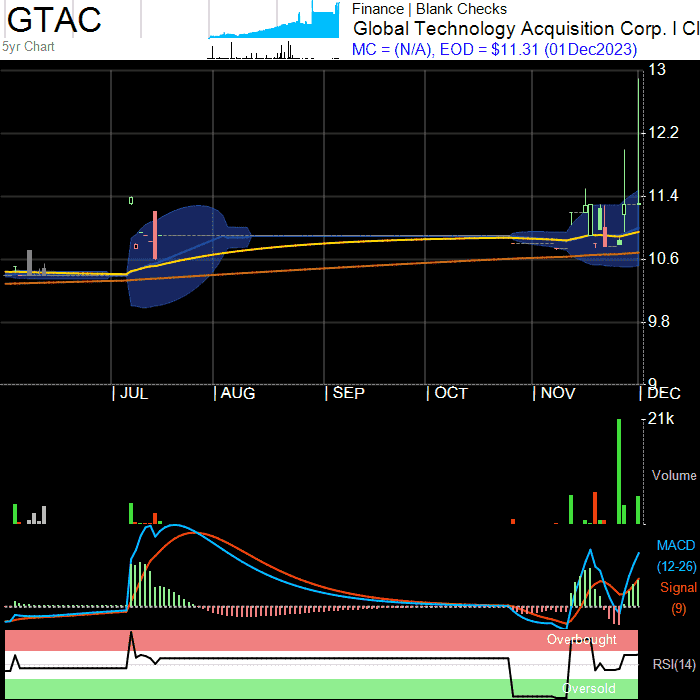 GTAC
5yr Chart
Finance | Blank Checks
Global Technology Acquisition Corp. I Cl
MC = (N/A), EOD = $11.31 (01Dec2023)
13
12.2
11.4
10.6
9.8
9
JUL AUG SEP OCT NOV DEC
21k
Volume
MACD
(12-26)
Signal
(9)
Overbought
RSI(14)
Oversold